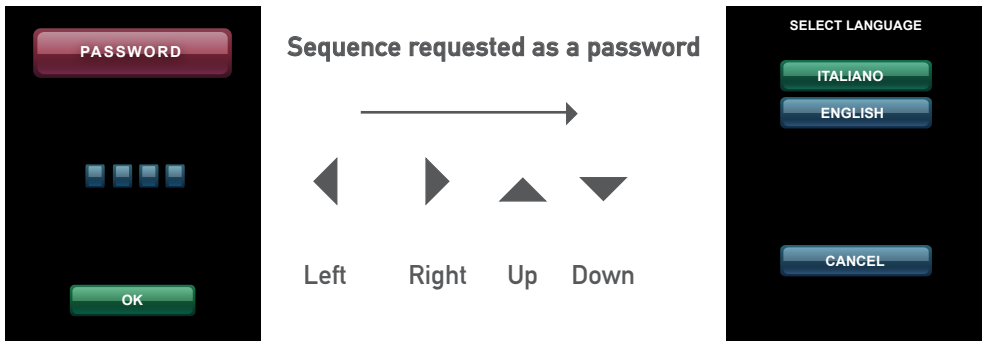 PASSWORD
OK
Sequence requested as a password
Left Right Up Down
SELECT LANGUAGE
ITALIANO
ENGLISH
CANCEL